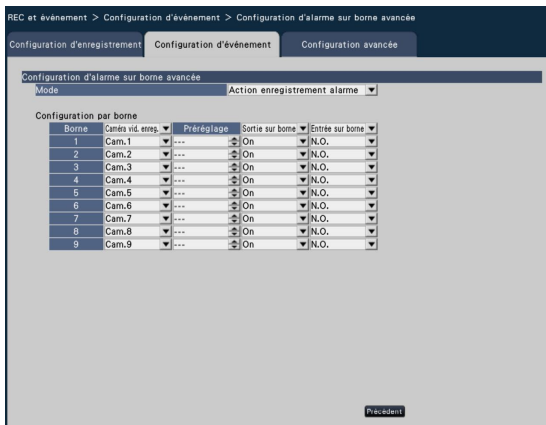 REC et événement > Configuration d'événement > Configuration d'alarme sur borne avancée
Configuration d'enregistrement Configuration d'événement Configuration avancée
Configuration d'alarme sur borne avancée
Mode Action enregistrement alarme
Configuration par borne
Borne Caméra vid. enreg. Préréglage Sortie sur borne Entrée sur borne
1 Cam.1 --- On N.O.
2 Cam.2 --- On N.O.
3 Cam.3 --- On N.O.
4 Cam.4 --- On N.O.
5 Cam.5 --- On N.O.
6 Cam.6 --- On N.O.
7 Cam.7 --- On N.O.
8 Cam.8 --- On N.O.
9 Cam.9 --- On N.O.
Précédent